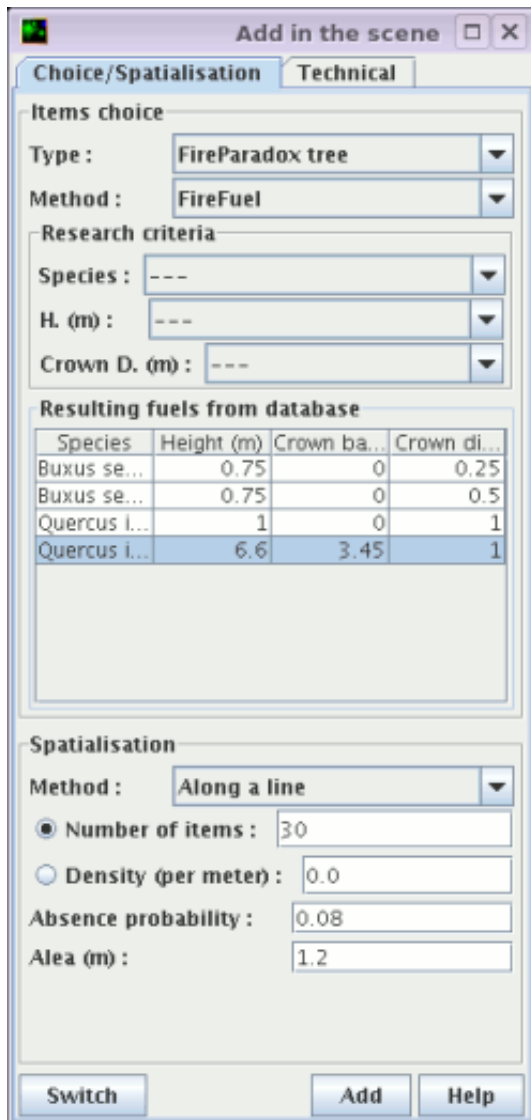 Add in the scene
Choice/Spatialisation Technical
Items choice
Type : FireParadox tree
Method : FireFuel
Research criteria
Species : ---
H. (m) : ---
Crown D. (m) : ---
Resulting fuels from database
Species Height (m) Crown ba... Crown di...
Buxus se... 0.75 0 0.25
Buxus se... 0.75 0 0.5
Quercus i... 1 0 1
Quercus i... 6.6 3.45 1
Spatialisation
Method : Along a line
Number of items : 30
Density (per meter) : 0.0
Absence probability : 0.08
Alea (m) : 1.2
Switch Add Help